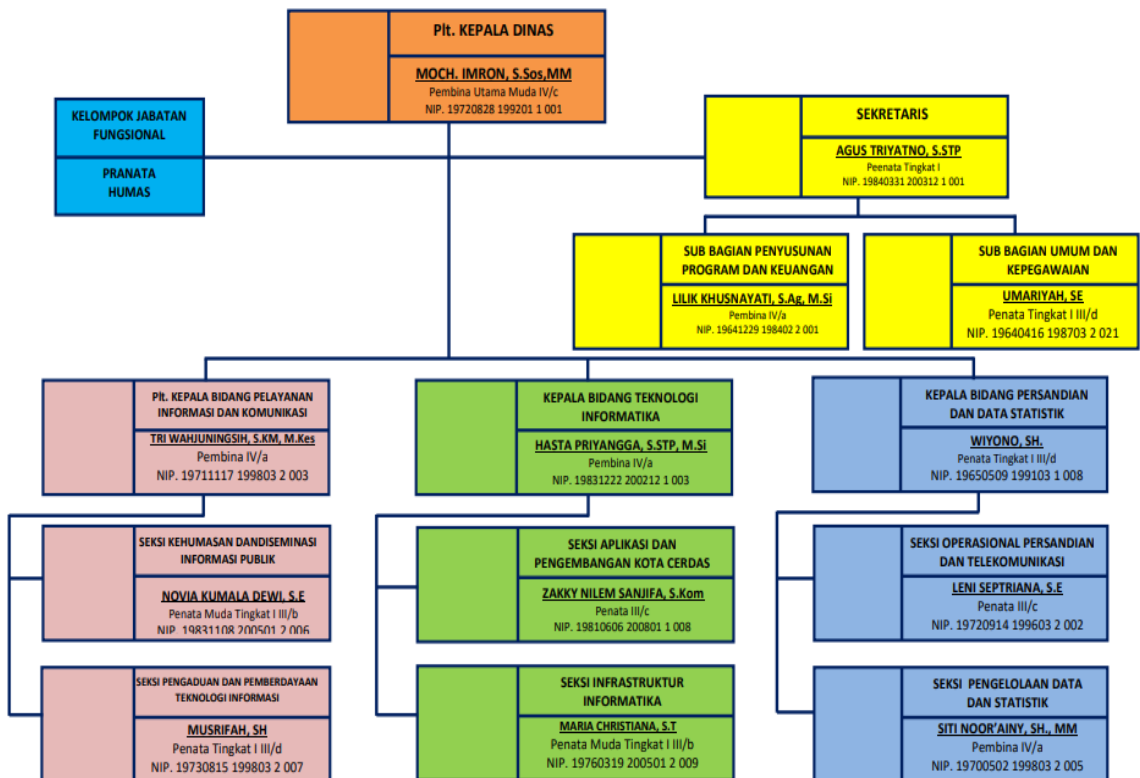 Plt. KEPALA DINAS
MOCH. IMRON, S.Sos,MM
Pembina Utama Muda IV/c
NIP. 19720828 199201 1 001
KELOMPOK JABATAN
FUNGSIONAL
PRANATA
HUMAS
SEKRETARIS
AGUS TRIYATNO, S.STP
Peenata Tingkat I
NIP. 19840331 200312 1 001
SUB BAGIAN PENYUSUNAN
PROGRAM DAN KEUANGAN
LILIK KHUSNAYATI, S.Ag, M.Si
Pembina IV/a
NIP. 19641229 198402 2 001
SUB BAGIAN UMUM DAN
KEPEGAWAIAN
UMARIYAH, SE
Penata Tingkat I III/d
NIP. 19640416 198703 2 021
Plt. KEPALA BIDANG PELAYANAN
INFORMASI DAN KOMUNIKASI
TRI WAHJUNINGSIH, S.KM, M.Kes
Pembina IV/a
NIP. 19711117 199803 2 003
KEPALA BIDANG TEKNOLOGI
INFORMATIKA
HASTA PRIYANGGA, S.STP, M.Si
Pembina IV/a
NIP. 19831222 200212 1 003
KEPALA BIDANG PERSANDIAN
DAN DATA STATISTIK
WIYONO, SH.
Penata Tingkat I III/d
NIP. 19650509 199103 1 008
SEKSI KEHUMASAN DANDISEMINASI
INFORMASI PUBLIK
NOVIA KUMALA DEWI, S.E
Penata Muda Tingkat I III/b
NIP. 19831108 200501 2 006
SEKSI APLIKASI DAN
PENGEMBANGAN KOTA CERDAS
ZAKKY NILEM SANJIFA, S.Kom
Penata III/c
NIP. 19810606 200801 1 008
SEKSI OPERASIONAL PERSANDIAN
DAN TELEKOMUNIKASI
LENI SEPTRIANA, S.E
Penata III/c
NIP. 19720914 199603 2 002
SEKSI PENGADUAN DAN PEMBERDAYAAN
TEKNOLOGI INFORMASI
MUSRIFAH, SH
Penata Tingkat I III/d
NIP. 19730815 199803 2 007
SEKSI INFRASTRUKTUR
INFORMATIKA
MARIA CHRISTIANA, S.T
Penata Muda Tingkat I III/b
NIP. 19760319 200501 2 009
SEKSI PENGELOLAAN DATA
DAN STATISTIK
SITI NOOR'AINY, SH., MM
Pembina IV/a
NIP. 19700502 199803 2 005